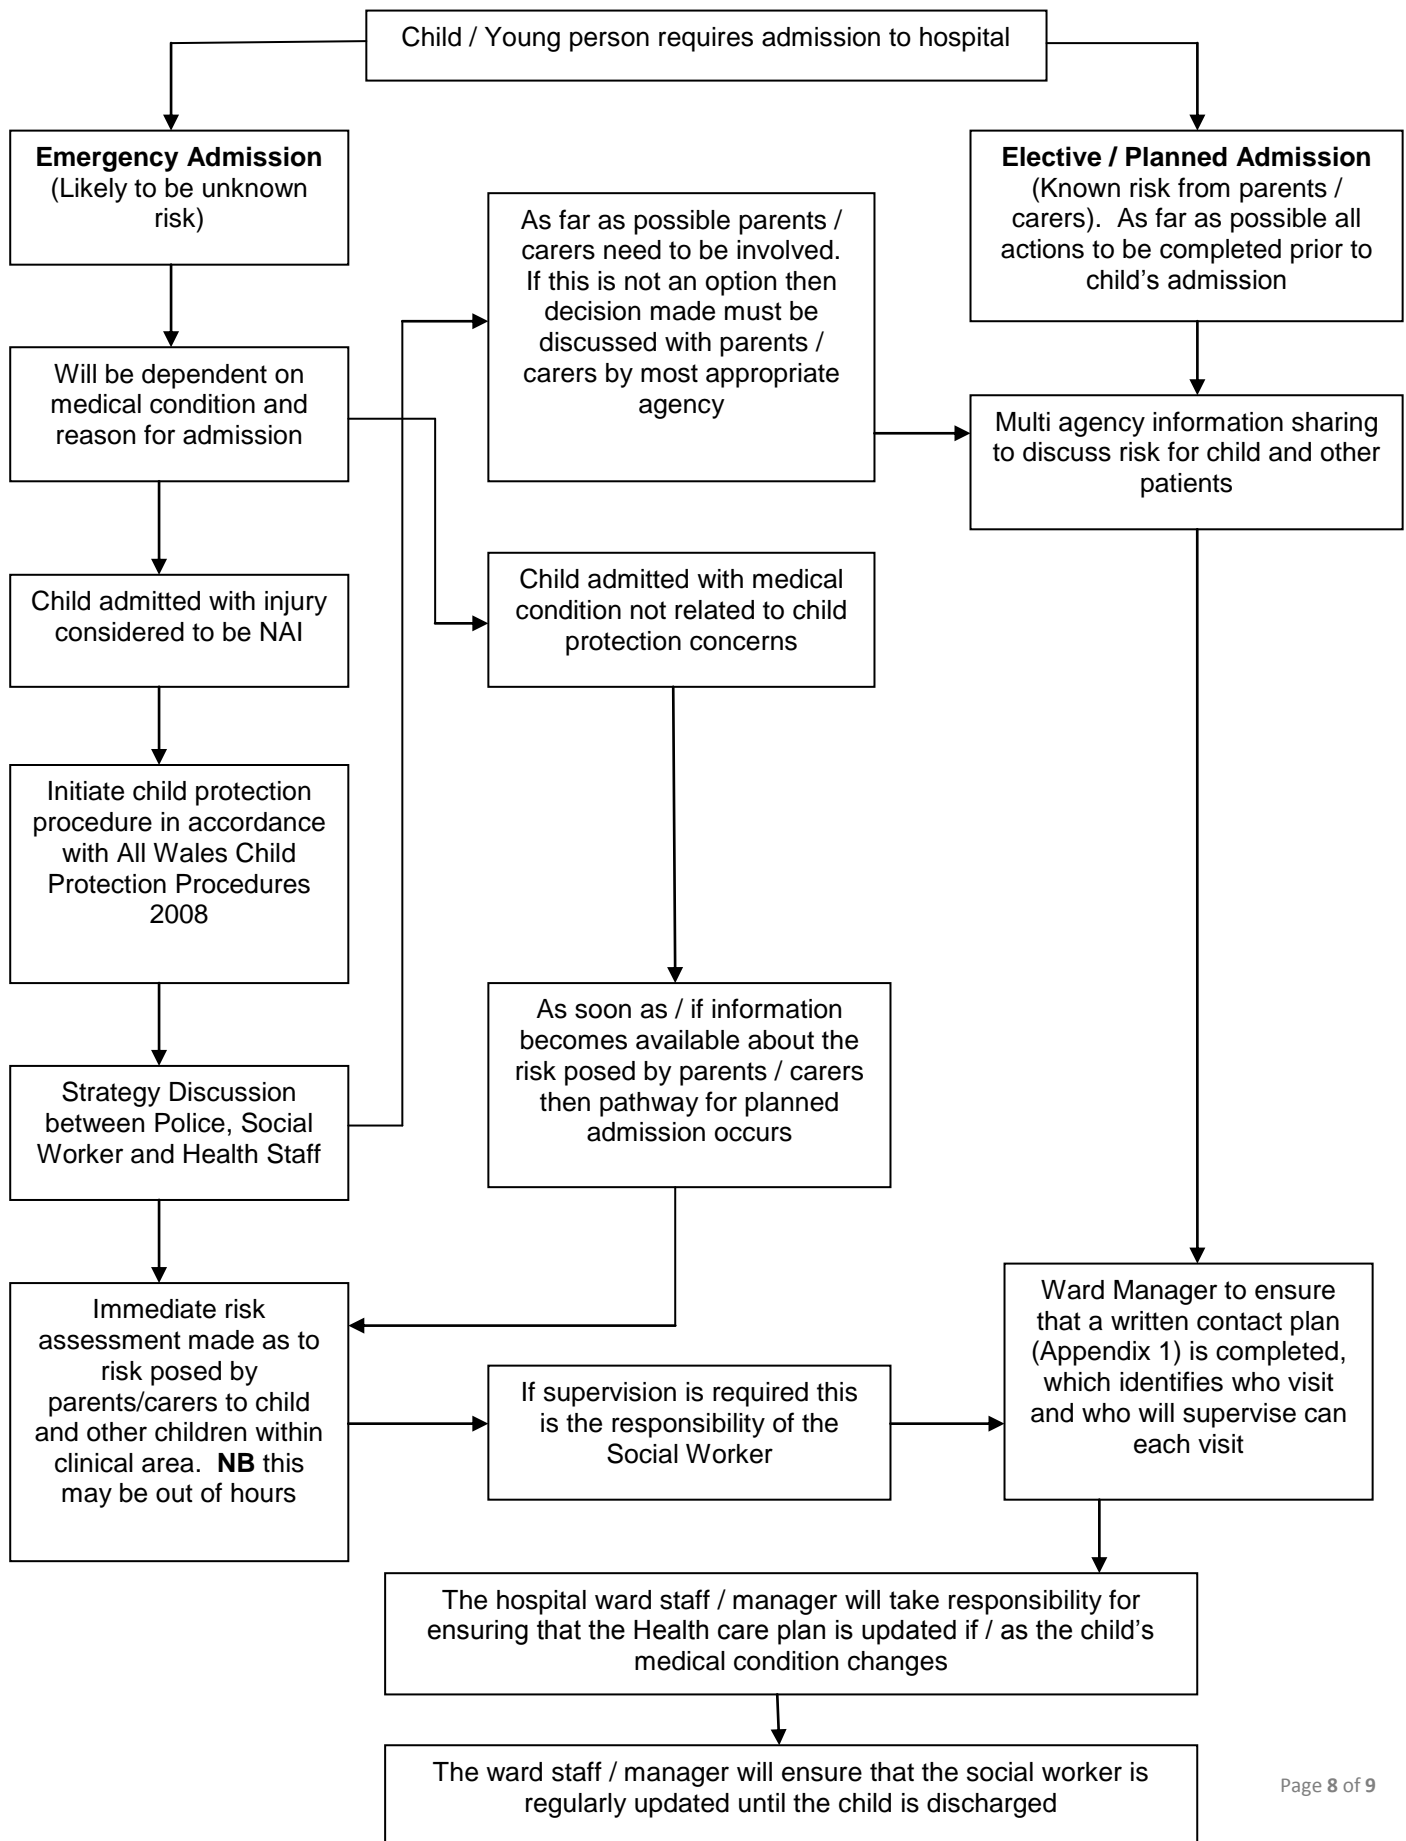 Child / Young person requires admission to hospital
Emergency Admission
(Likely to be unknown
risk)
Elective / Planned Admission
(Known risk from parents /
carers). As far as possible all
actions to be completed prior to
child's admission
As far as possible parents /
carers need to be involved.
If this is not an option then
decision made must be
discussed with parents /
carers by most appropriate
agency
Will be dependent on
medical condition and
reason for admission
Multi agency information sharing
to discuss risk for child and other
patients
Child admitted with injury
considered to be NAI
Child admitted with medical
condition not related to child
protection concerns
Initiate child protection
procedure in accordance
with All Wales Child
Protection Procedures
2008
As soon as / if information
becomes available about the
risk posed by parents / carers
then pathway for planned
admission occurs
Strategy Discussion
between Police, Social
Worker and Health Staff
Immediate risk
assessment made as to
risk posed by
parents/carers to child
and other children within
clinical area. NB this
may be out of hours
If supervision is required this
is the responsibility of the
Social Worker
Ward Manager to ensure
that a written contact plan
(Appendix 1) is completed,
which identifies who visit
and who will supervise can
each visit
The hospital ward staff / manager will take responsibility for
ensuring that the Health care plan is updated if / as the child's
medical condition changes
The ward staff / manager will ensure that the social worker is
regularly updated until the child is discharged
Page 8 of 9